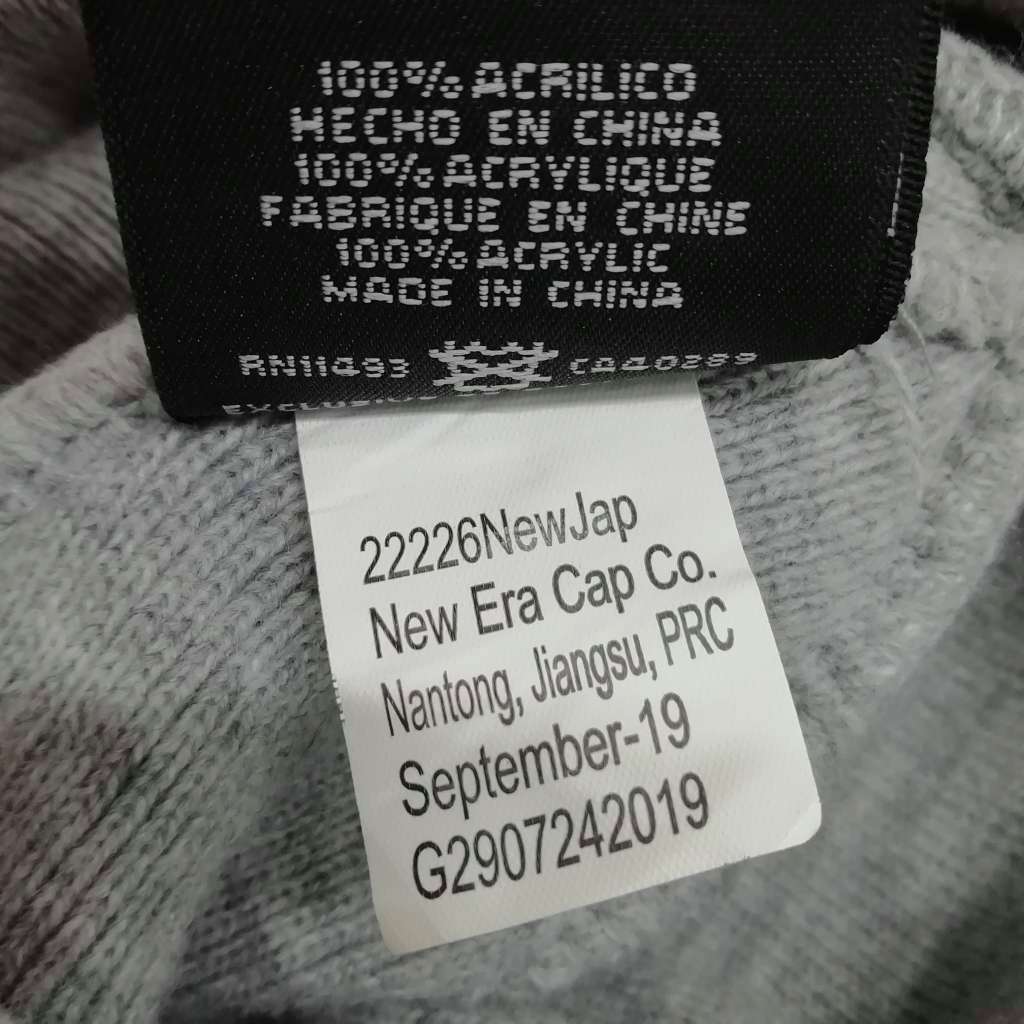 100% ACRILICO
HECHO EN CHINA
100% ACRYLIQUE
FABRIQUE EN CHINE
100% ACRYLIC
MADE IN CHINA
RN11493 CA40289
22226NewJap
New Era Cap Co.
Nantong, Jiangsu, PRC
September-19
G2907242019